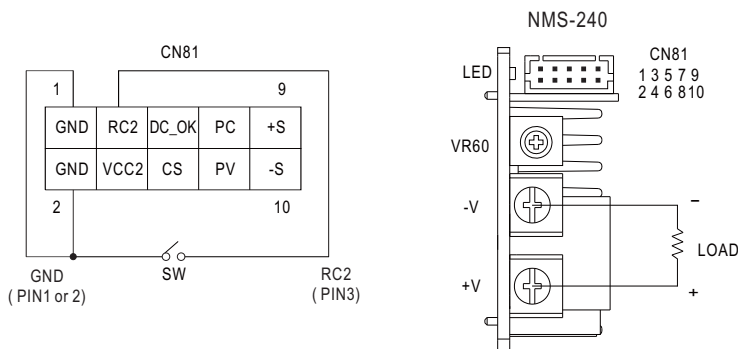 CN81
1 9
GND RC2 DC_OK PC +S
GND VCC2 CS PV -S
2 10
GND
( PIN1 or 2)
SW
RC2
( PIN3)
NMS-240
LED
CN81
1 3 5 7 9
2 4 6 8 10
VR60
-V
+V
−
LOAD
+